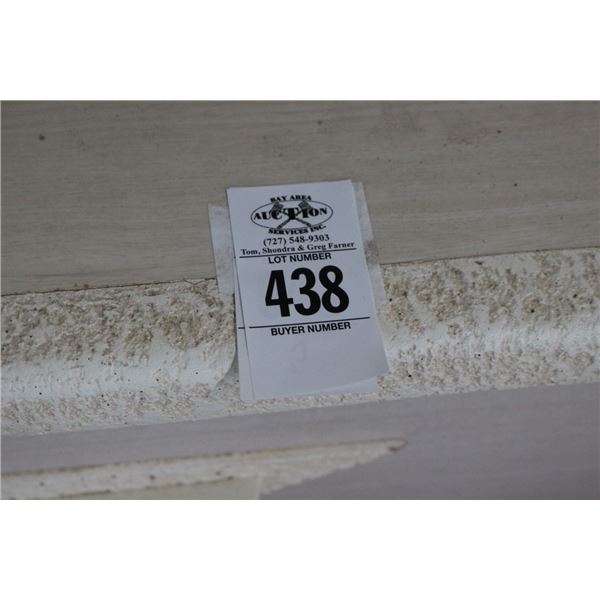 BAY AREA
AUCTION
SERVICES INC.
(727) 548-9303
Tom, Shondra & Greg Farner
LOT NUMBER
438
BUYER NUMBER